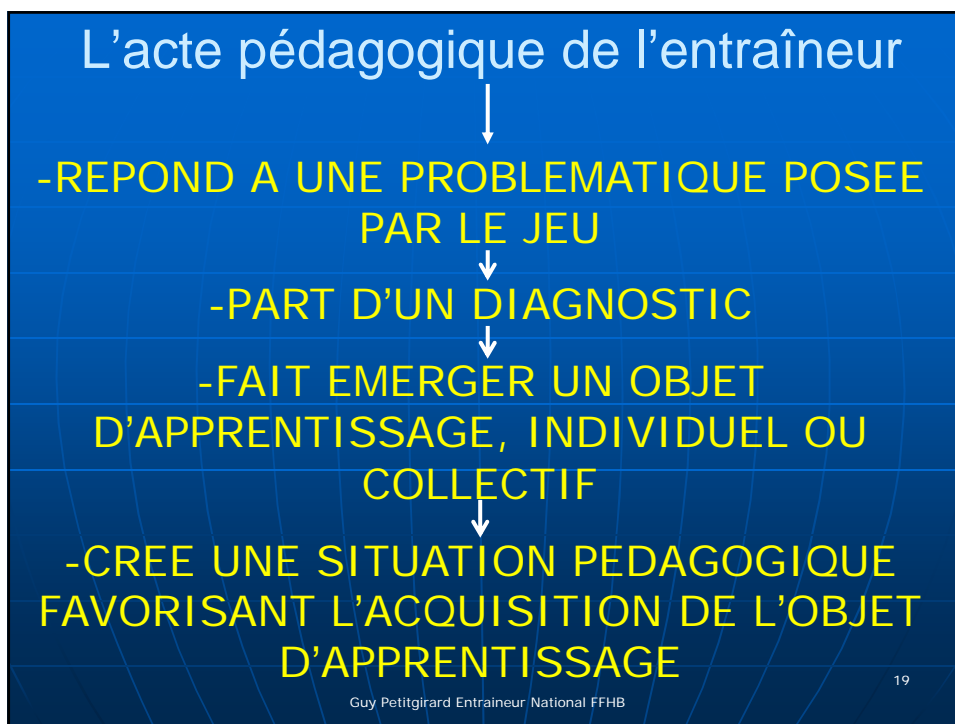 L’acte pédagogique de l’entraîneur
-REPOND A UNE PROBLEMATIQUE POSEE
PAR LE JEU
-PART D’UN DIAGNOSTIC
-FAIT EMERGER UN OBJET
D’APPRENTISSAGE, INDIVIDUEL OU
COLLECTIF
-CREE UNE SITUATION PEDAGOGIQUE
FAVORISANT L’ACQUISITION DE L’OBJET
D’APPRENTISSAGE
19
Guy Petitgirard Entraineur National FFHB